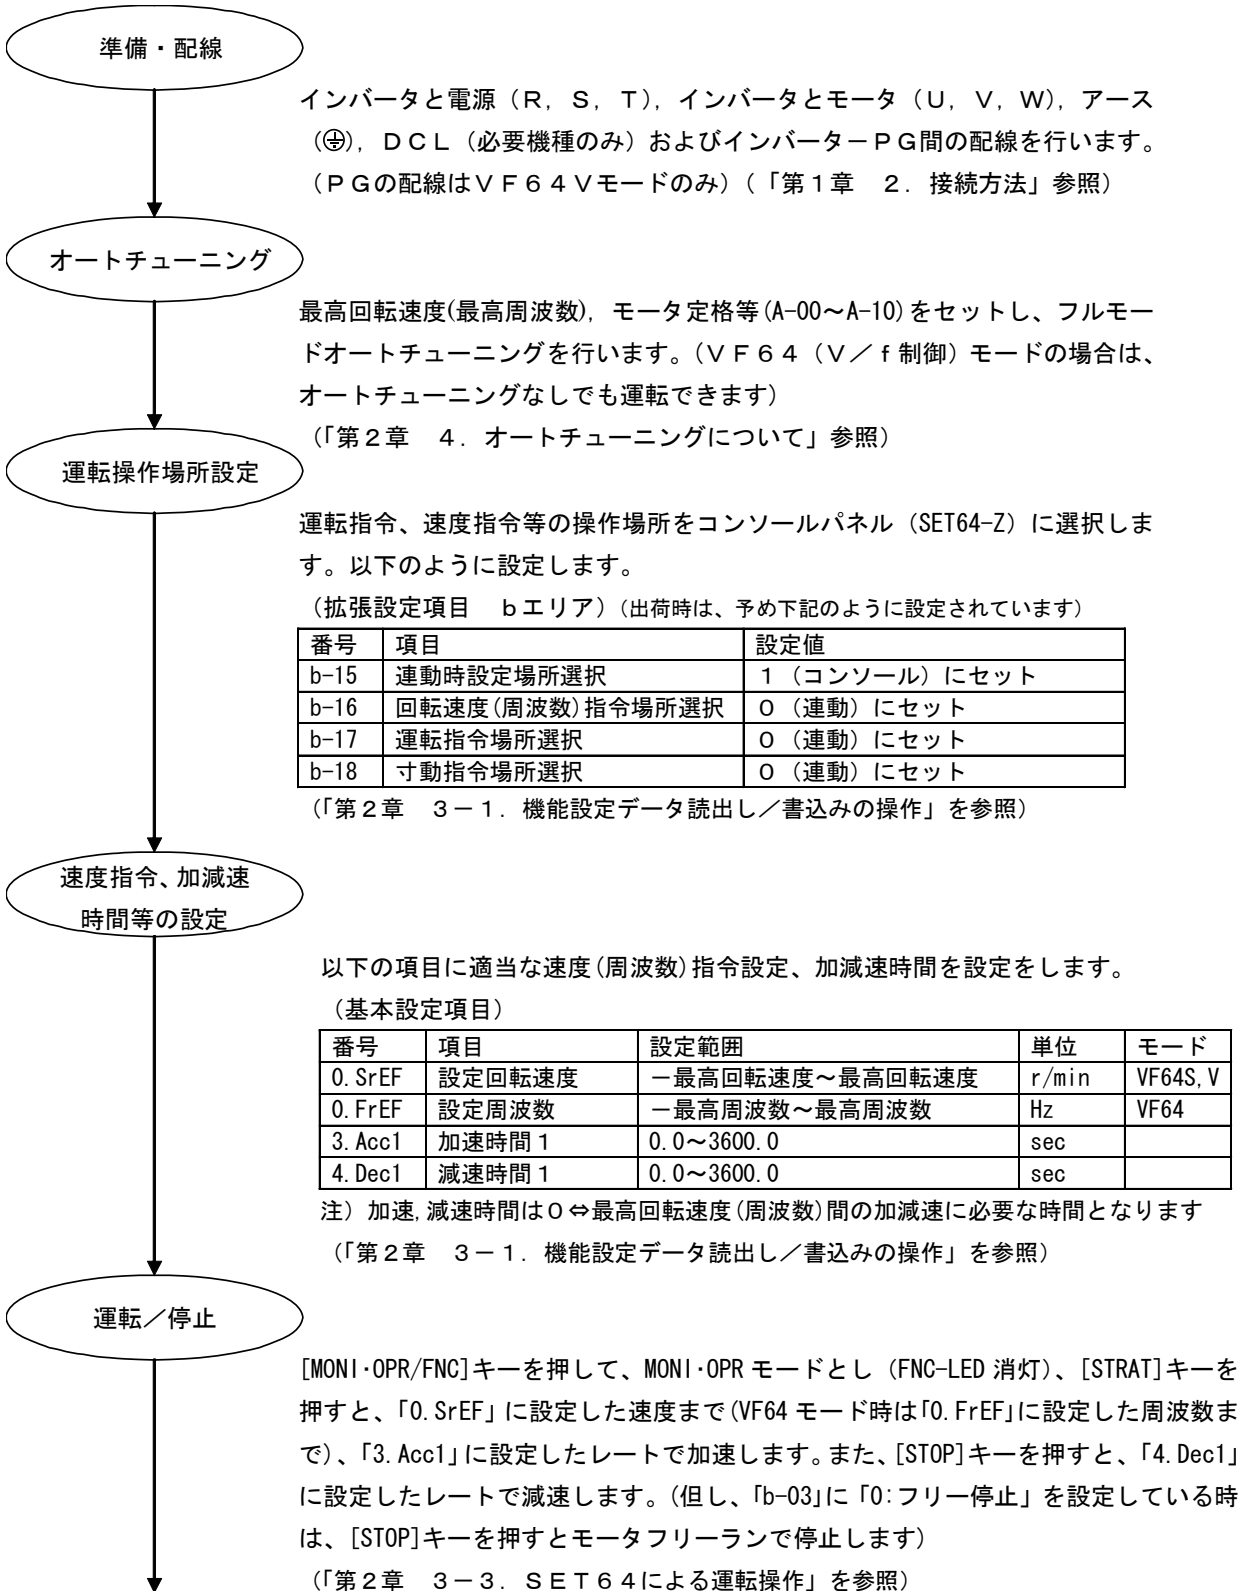 準備・配線
インバータと電源（Ｒ，Ｓ，Ｔ），インバータとモータ（Ｕ，Ｖ，Ｗ），アース
（⏚），ＤＣＬ（必要機種のみ）およびインバーターＰＧ間の配線を行います。
（ＰＧの配線はＶＦ６４Ｖモードのみ）（「第１章　２．接続方法」参照）
オートチューニング
最高回転速度(最高周波数)，モータ定格等(A-00～A-10)をセットし、フルモー
ドオートチューニングを行います。（ＶＦ６４（Ｖ／ｆ制御）モードの場合は、
オートチューニングなしでも運転できます）
（「第２章　４．オートチューニングについて」参照）
運転操作場所設定
運転指令、速度指令等の操作場所をコンソールパネル（SET64-Z）に選択しま
す。以下のように設定します。
（拡張設定項目　ｂエリア）（出荷時は、予め下記のように設定されています）
番号 項目 設定値
b-15 連動時設定場所選択 １（コンソール）にセット
b-16 回転速度(周波数)指令場所選択 ０（連動）にセット
b-17 運転指令場所選択 ０（連動）にセット
b-18 寸動指令場所選択 ０（連動）にセット
（「第２章　３－１．機能設定データ読出し／書込みの操作」を参照）
速度指令、加減速
時間等の設定
以下の項目に適当な速度(周波数)指令設定、加減速時間を設定をします。
（基本設定項目）
番号 項目 設定範囲 単位 モード
0.SrEF 設定回転速度 －最高回転速度～最高回転速度 r/min VF64S,V
0.FrEF 設定周波数 －最高周波数～最高周波数 Hz VF64
3.Acc1 加速時間１ 0.0～3600.0 sec
4.Dec1 減速時間１ 0.0～3600.0 sec
注）加速,減速時間は０⇔最高回転速度(周波数)間の加減速に必要な時間となります
（「第２章　３－１．機能設定データ読出し／書込みの操作」を参照）
運転／停止
[MONI･OPR/FNC]キーを押して、MONI･OPRモードとし（FNC-LED 消灯）、[STRAT]キーを
押すと、「0.SrEF」に設定した速度まで(VF64 モード時は「0.FrEF」に設定した周波数ま
で）、「3.Acc1」に設定したレートで加速します。また、[STOP]キーを押すと、「4.Dec1」
に設定したレートで減速します。（但し、「b-03」に「0:フリー停止」を設定している時
は、[STOP]キーを押すとモータフリーランで停止します）
（「第２章　３－３．ＳＥＴ６４による運転操作」を参照）